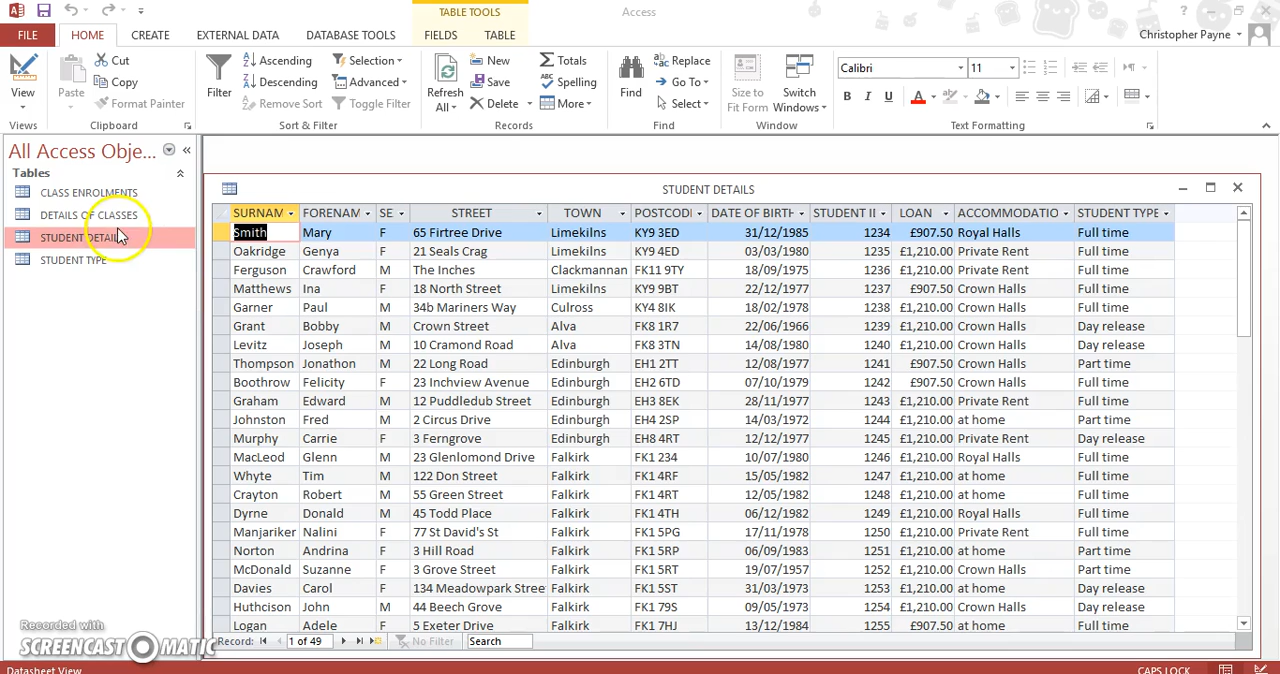 TABLE TOOLS
Access
?
FILE HOME CREATE EXTERNAL DATA DATABASE TOOLS FIELDS TABLE
Christopher Payne
View
Views
Paste
Cut
Copy
Format Painter
Clipboard
Filter
Ascending
Descending
Remove Sort
Selection
Advanced
Toggle Filter
Sort & Filter
Refresh
All
New
Save
Delete
Totals
Spelling
More
Records
Find
Replace
Go To
Select
Find
Size to
Fit Form
Switch
Windows
Window
Calibri 11
B I U A
Text Formatting
All Access Obje...
Tables
CLASS ENROLMENTS
DETAILS OF CLASSES
STUDENT DETAILS
STUDENT TYPE
STUDENT DETAILS
SURNAM FORENAM SE STREET TOWN POSTCODI DATE OF BIRTH STUDENT II LOAN ACCOMMODATIO STUDENT TYPE
Smith Mary F 65 Firtree Drive Limekilns KY9 3ED 31/12/1985 1234 £907.50 Royal Halls Full time
Oakridge Genya F 21 Seals Crag Limekilns KY9 4ED 03/03/1980 1235 £1,210.00 Private Rent Full time
Ferguson Crawford M The Inches Clackmannan FK11 9TY 18/09/1975 1236 £1,210.00 Private Rent Full time
Matthews Ina F 18 North Street Limekilns KY9 9BT 22/12/1977 1237 £907.50 Crown Halls Full time
Garner Paul M 34b Mariners Way Culross KY4 8IK 18/02/1978 1238 £1,210.00 Crown Halls Full time
Grant Bobby M Crown Street Alva FK8 1R7 22/06/1966 1239 £1,210.00 Crown Halls Day release
Levitz Joseph M 10 Cramond Road Alva FK8 3TN 14/08/1980 1240 £1,210.00 Crown Halls Day release
Thompson Jonathon M 22 Long Road Edinburgh EH1 2TT 12/08/1977 1241 £907.50 Crown Halls Part time
Boothrow Felicity F 23 Inchview Avenue Edinburgh EH2 6TD 07/10/1979 1242 £907.50 Crown Halls Full time
Graham Edward M 12 Puddledub Street Edinburgh EH3 8EK 28/11/1977 1243 £1,210.00 Crown Halls Full time
Johnston Fred M 2 Circus Drive Edinburgh EH4 2SP 14/03/1972 1244 £1,210.00 at home Part time
Murphy Carrie F 3 Ferngrove Edinburgh EH8 4RT 12/12/1977 1245 £1,210.00 Private Rent Day release
MacLeod Glenn M 23 Glenlomond Drive Falkirk FK1 234 10/07/1980 1246 £1,210.00 Royal Halls Full time
Whyte Tim M 122 Don Street Falkirk FK1 4RF 15/05/1982 1247 £1,210.00 at home Full time
Crayton Robert M 55 Green Street Falkirk FK1 4RT 12/05/1982 1248 £1,210.00 at home Full time
Dyrne Donald M 45 Todd Place Falkirk FK1 4TH 06/12/1982 1249 £1,210.00 Royal Halls Full time
Manjariker Nalini F 77 St David's St Falkirk FK1 5PG 17/11/1978 1250 £1,210.00 Private Rent Full time
Norton Andrina F 3 Hill Road Falkirk FK1 5RP 06/09/1983 1251 £1,210.00 at home Part time
McDonald Suzanne F 3 Grove Street Falkirk FK1 5RT 19/07/1956 1252 £1,210.00 Crown Halls Full time
Davies Carol F 134 Meadowpark Street Falkirk FK1 5ST 31/03/1973 1253 £1,210.00 at home Day release
Huthcison John M 44 Beech Grove Falkirk FK1 79S 09/05/1973 1254 £1,210.00 Crown Halls Day release
Logan Adele F 5 Exeter Drive Falkirk FK1 7HJ 13/12/1984 1255 £1,210.00 Crown Halls Full time
Record: 1 of 49 No Filter Search
Recorded with
SCREENCAST MATIC
Datasheet View CAPS LOCK